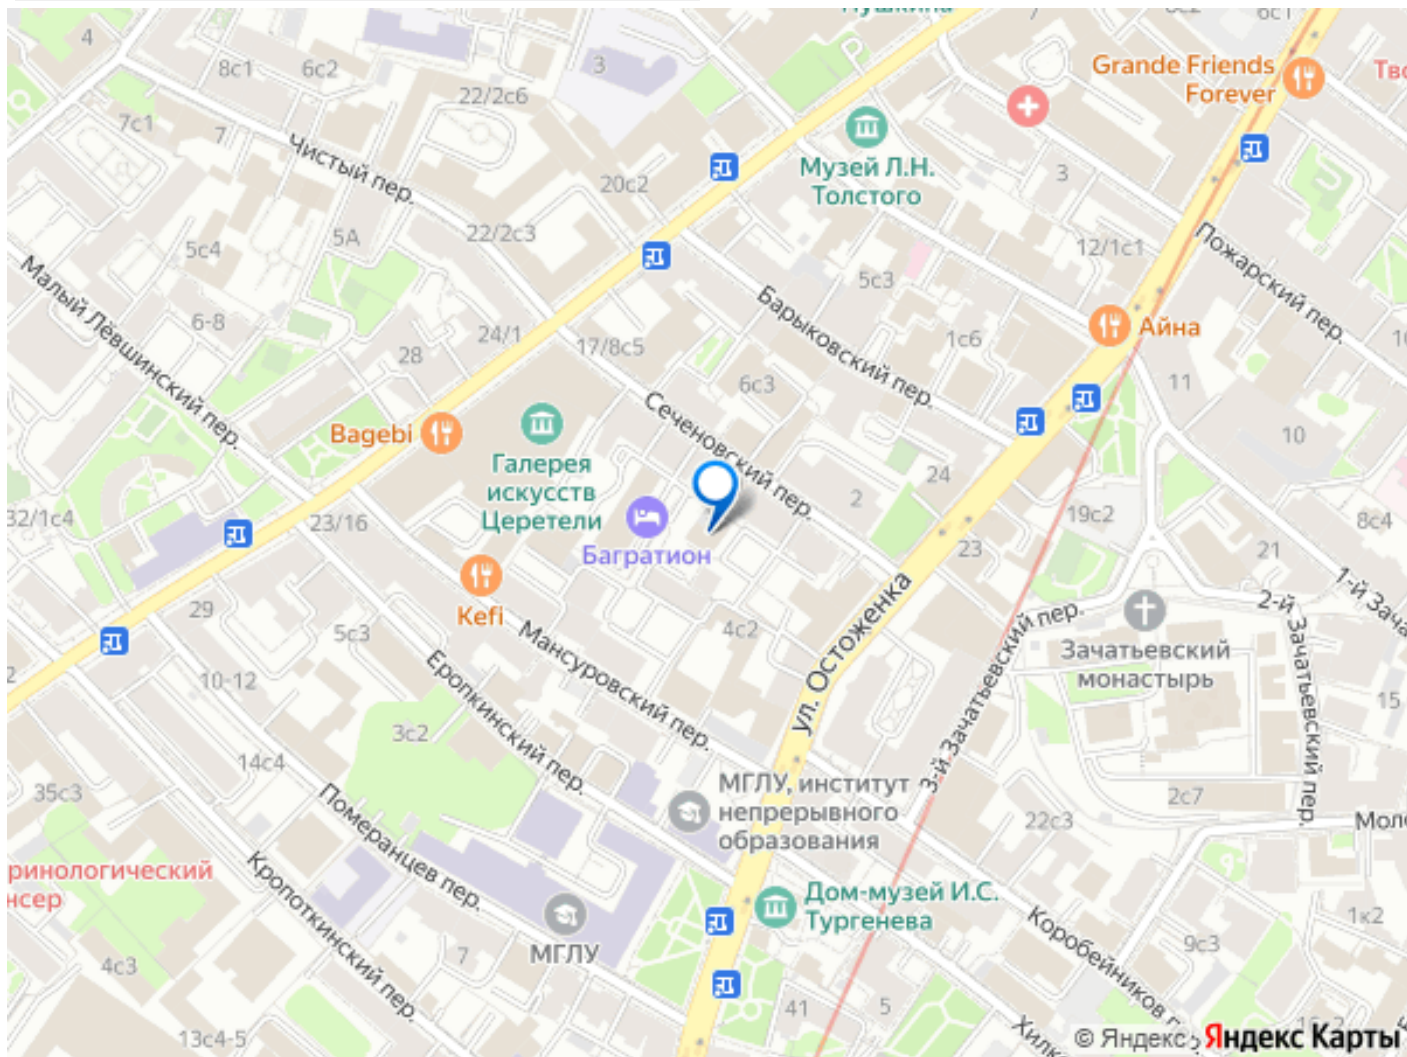 6с1
4
8с1
6с2
3
Grande Friends
Forever
22/2с6
7с1
7
Чистый пер.
Музей Л.Н.
Толстого
3
20с2
22/2с3
5А
5с4
12/1с1
Пожарский пер.
Малый Лёвшинский пер.
5с3
Барыковский пер.
6-8
24/1
28
17/8с5
1с6
Айна
6с3
11
Сеченовский пер.
Bagebi
10
Галерея
искусств
Церетели
24
2
32/1с4
23/16
19с2
8с4
Багратион
23
21
1-й Зача
Kefi
29
5с3
ул. Остоженка
2-й Зачатьевский пер.
4с2
Мансуровский пер.
Зачатьевский
монастырь
3-й Зачатьевский пер.
Еропкинский пер.
10-12
15
3с2
14с4
35с3
МГЛУ, институт
непрерывного
образования
2с7
22с3
Померанцев пер.
Кропоткинский пер.
Дом-музей И.С.
Тургенева
МГЛУ
1к2
9с3
Коробейников п
7
4с3
41
5
13с4-5
© Яндекс
Яндекс Карты